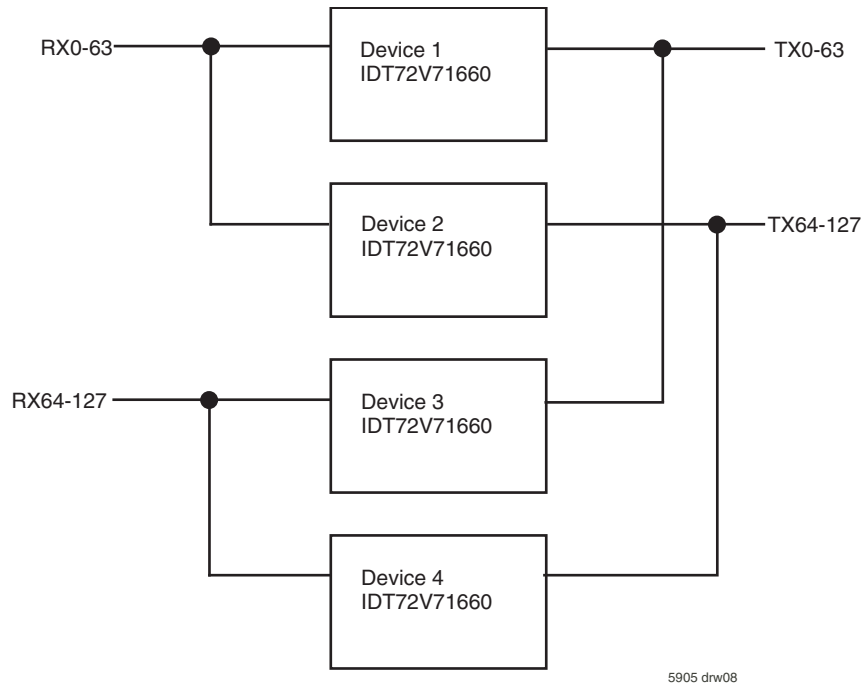 RX0-63
Device 1
IDT72V71660
TX0-63
Device 2
IDT72V71660
TX64-127
RX64-127
Device 3
IDT72V71660
Device 4
IDT72V71660
5905 drw08